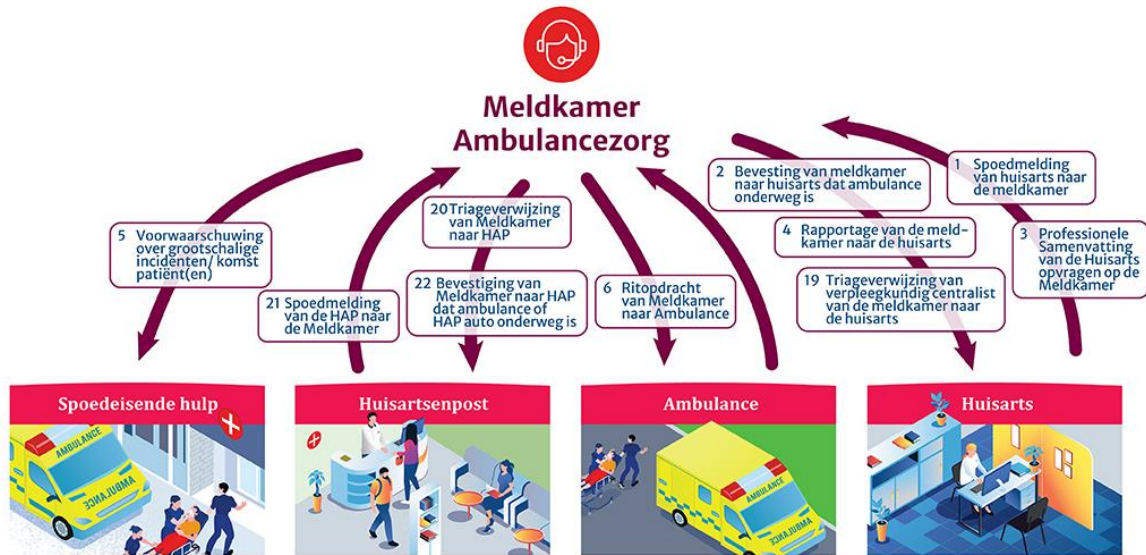 Meldkamer
Ambulancezorg
5 Voorwaarschuwing
over grootschalige
incidenten/ komst
patiënt(en)
21 Spoedmelding
van de HAP naar
de Meldkamer
20 Triageverwijzing
van Meldkamer
naar HAP
22 Bevestiging van
Meldkamer naar HAP
dat ambulance of
HAP auto onderweg is
6 Ritopdracht
van Meldkamer
naar Ambulance
2 Bevesting van meldkamer
naar huisarts dat ambulance
onderweg is
4 Rapportage van de meld-
kamer naar de huisarts
19 Triageverwijzing van
verpleegkundig centralist
van de meldkamer naar
de huisarts
1 Spoedmelding
van huisarts naar
de meldkamer
3 Professionele
Samenvatting
van de Huisarts
opvragen op de
Meldkamer
Spoedeisende hulp
AMBULANCE
AMBULANCE
Huisartsenpost
Ambulance
AMBULANCE
AMBULANCE
Huisarts